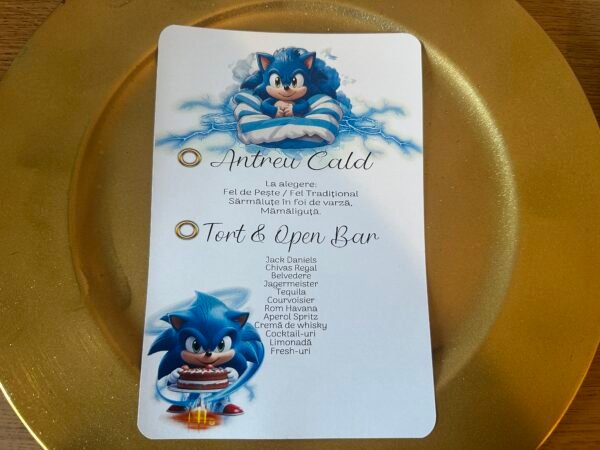 Antreu Cald
La alegere:
Fel de Pește / Fel Tradițional
Sărmăluțe în foi de varză,
Mămăliguță.
Tort & Open Bar
Jack Daniels
Chivas Regal
Belvedere
Jagermeister
Tequila
Courvoisier
Rom Havana
Aperol Spritz
Cremă de whisky
Cocktail-uri
Limonadă
Fresh-uri